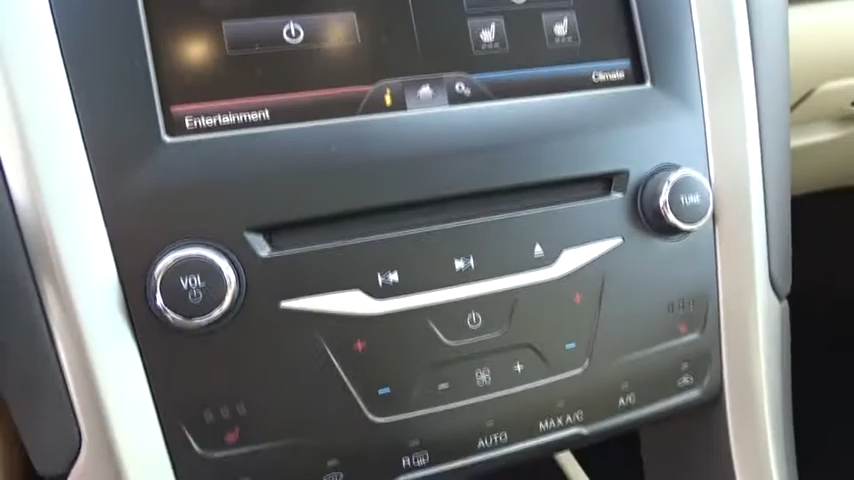 Entertainment
Climate
TUNE
VOL
AUTO
R
MAX A/C
A/C